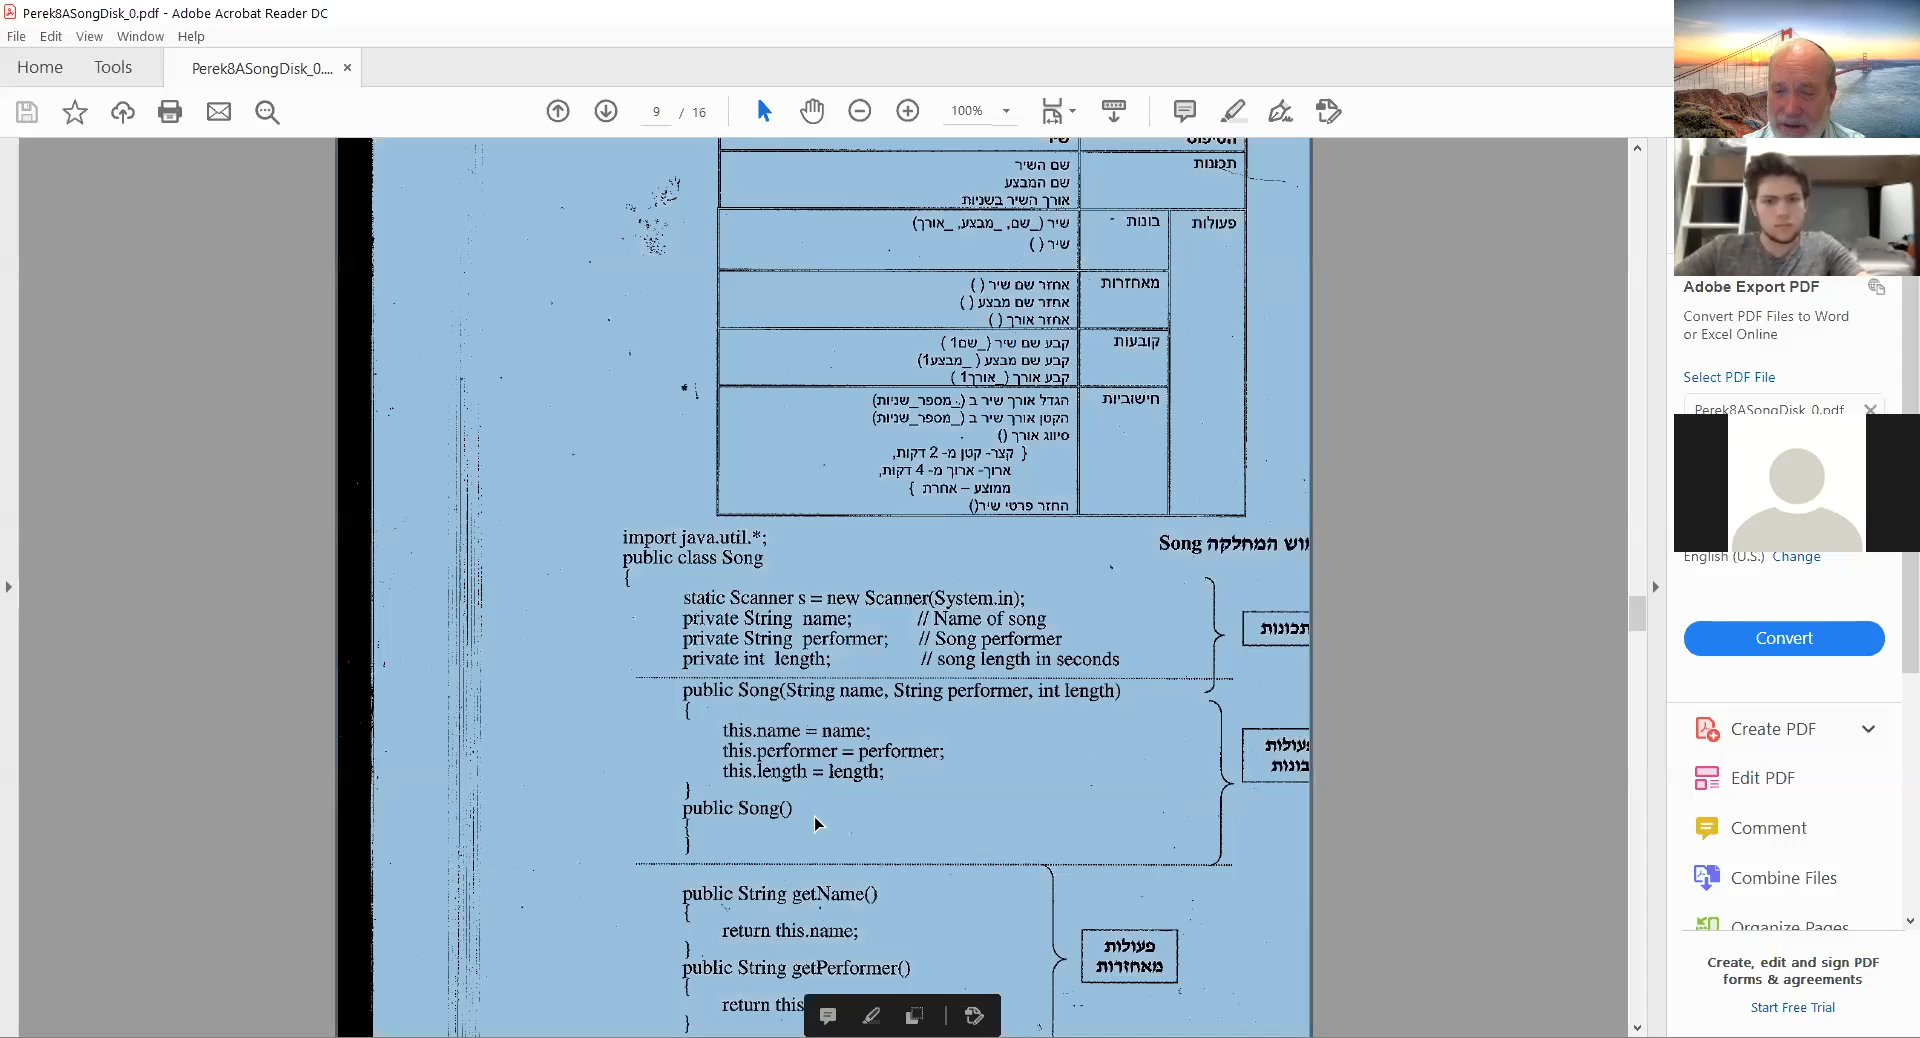 Perek8ASongDisk_0.pdf - Adobe Acrobat Reader DC
File Edit View Window Help
Home Tools Perek8ASongDisk_0.... ×
9 / 16 100%
הטיפוס שיר
תכונות
שם השיר
שם המבצע
אורך השיר בשניות
פעולות
בונות
שיר (_שם, _מבצע, _אורך)
שיר ( )
מאחזרות
אחזר שם שיר ( )
אחזר שם מבצע ( )
אחזר אורך ( )
קובעות
קבע שם שיר (_שם1 )
קבע שם מבצע ( _מבצע1)
קבע אורך (_אורך1 )
חישוביות
הגדל אורך שיר ב (_מספר_שניות)
הקטן אורך שיר ב (_מספר_שניות)
סיווג אורך ()
{ קצר- קטן מ- 2 דקות,
ארוך- ארוך מ- 4 דקות,
ממוצע – אחרת }
החזר פרטי שיר()
המחלקה Song
import java.util.*;
public class Song
{
static Scanner s = new Scanner(System.in);
private String name; // Name of song
private String performer; // Song performer
private int length; // song length in seconds
תכונות
public Song(String name, String performer, int length)
{
this.name = name;
this.performer = performer;
this.length = length;
}
public Song()
{
}
בונות
public String getName()
{
return this.name;
}
public String getPerformer()
{
return this
}
פעולות
מאחזרות
Adobe Export PDF
Convert PDF Files to Word
or Excel Online
Select PDF File
Perek8ASongDisk_0.pdf
English (U.S.) Change
Convert
Create PDF
Edit PDF
Comment
Combine Files
Organize Pages
Create, edit and sign PDF
forms & agreements
Start Free Trial